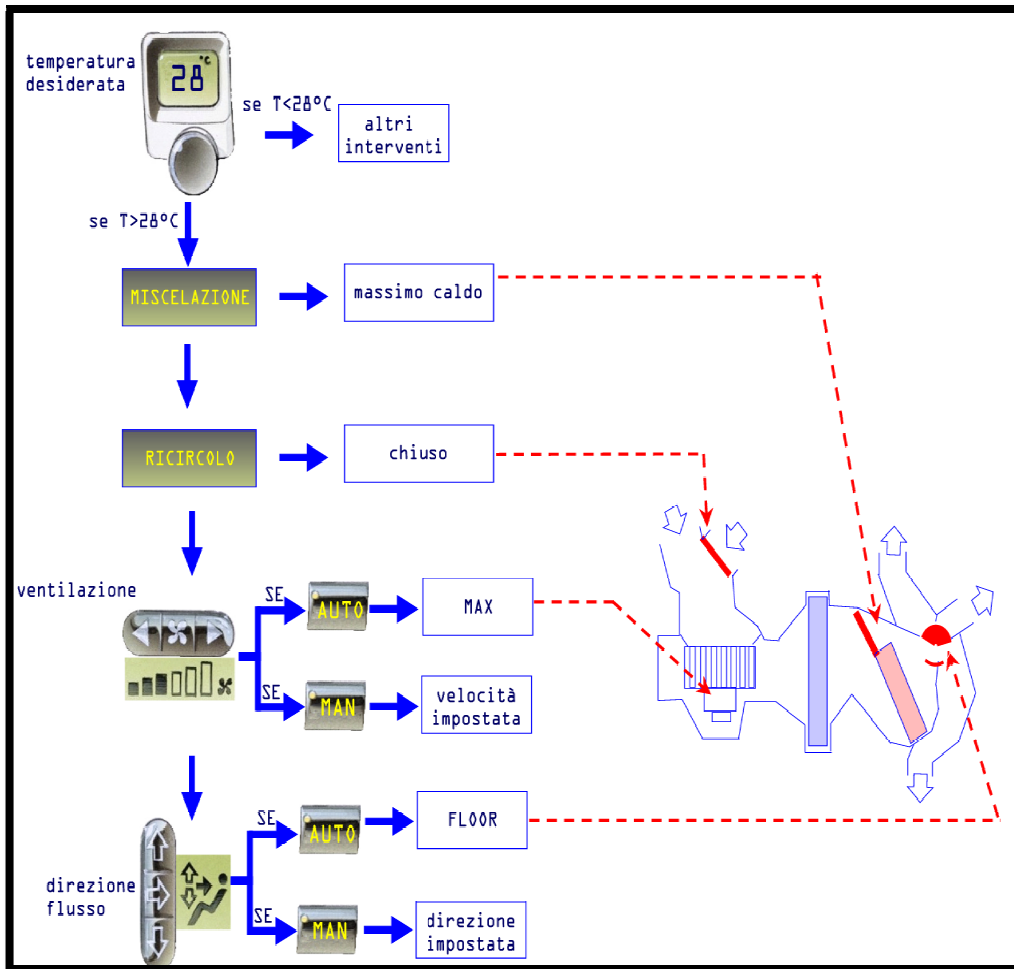 temperatura
desiderata
°C
28
se T<28°C
altri
interventi
se T>28°C
MISCELAZIONE
massimo caldo
RICIRCOLO
chiuso
ventilazione
SE
AUTO
MAX
SE
MAN
velocità
impostata
SE
AUTO
FLOOR
direzione
flusso
SE
MAN
direzione
impostata